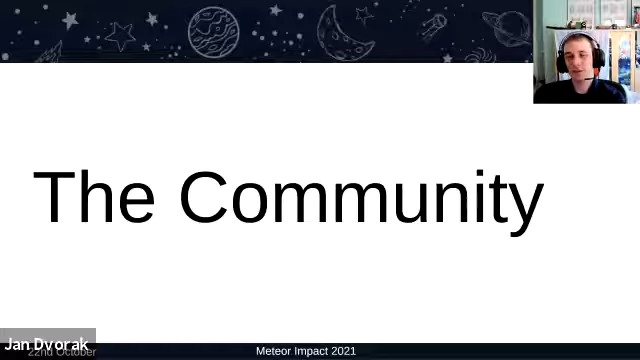 The Community
Jan Dvorak
22nd October
Meteor Impact 2021